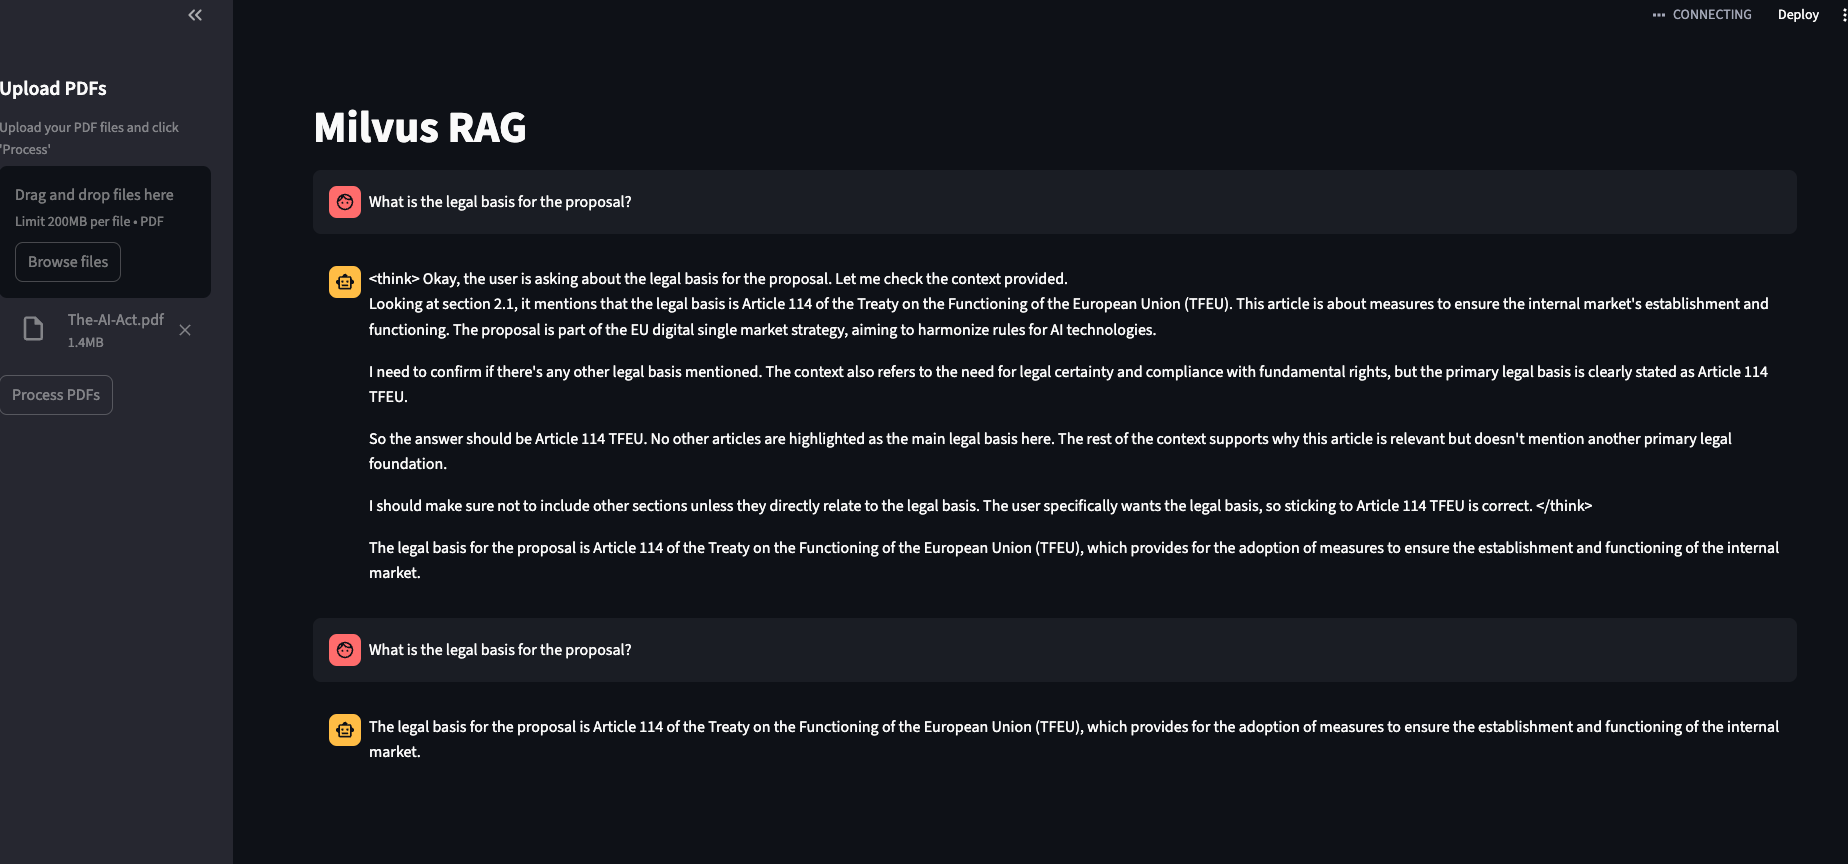 CONNECTING
Deploy
Upload PDFs
Upload your PDF files and click
'Process'
Drag and drop files here
Limit 200MB per file • PDF
Browse files
The-AI-Act.pdf
1.4MB
Process PDFs
Milvus RAG
What is the legal basis for the proposal?
<think> Okay, the user is asking about the legal basis for the proposal. Let me check the context provided.
Looking at section 2.1, it mentions that the legal basis is Article 114 of the Treaty on the Functioning of the European Union (TFEU). This article is about measures to ensure the internal market's establishment and
functioning. The proposal is part of the EU digital single market strategy, aiming to harmonize rules for AI technologies.
I need to confirm if there's any other legal basis mentioned. The context also refers to the need for legal certainty and compliance with fundamental rights, but the primary legal basis is clearly stated as Article 114
TFEU.
So the answer should be Article 114 TFEU. No other articles are highlighted as the main legal basis here. The rest of the context supports why this article is relevant but doesn't mention another primary legal
foundation.
I should make sure not to include other sections unless they directly relate to the legal basis. The user specifically wants the legal basis, so sticking to Article 114 TFEU is correct. </think>
The legal basis for the proposal is Article 114 of the Treaty on the Functioning of the European Union (TFEU), which provides for the adoption of measures to ensure the establishment and functioning of the internal
market.
What is the legal basis for the proposal?
The legal basis for the proposal is Article 114 of the Treaty on the Functioning of the European Union (TFEU), which provides for the adoption of measures to ensure the establishment and functioning of the internal
market.